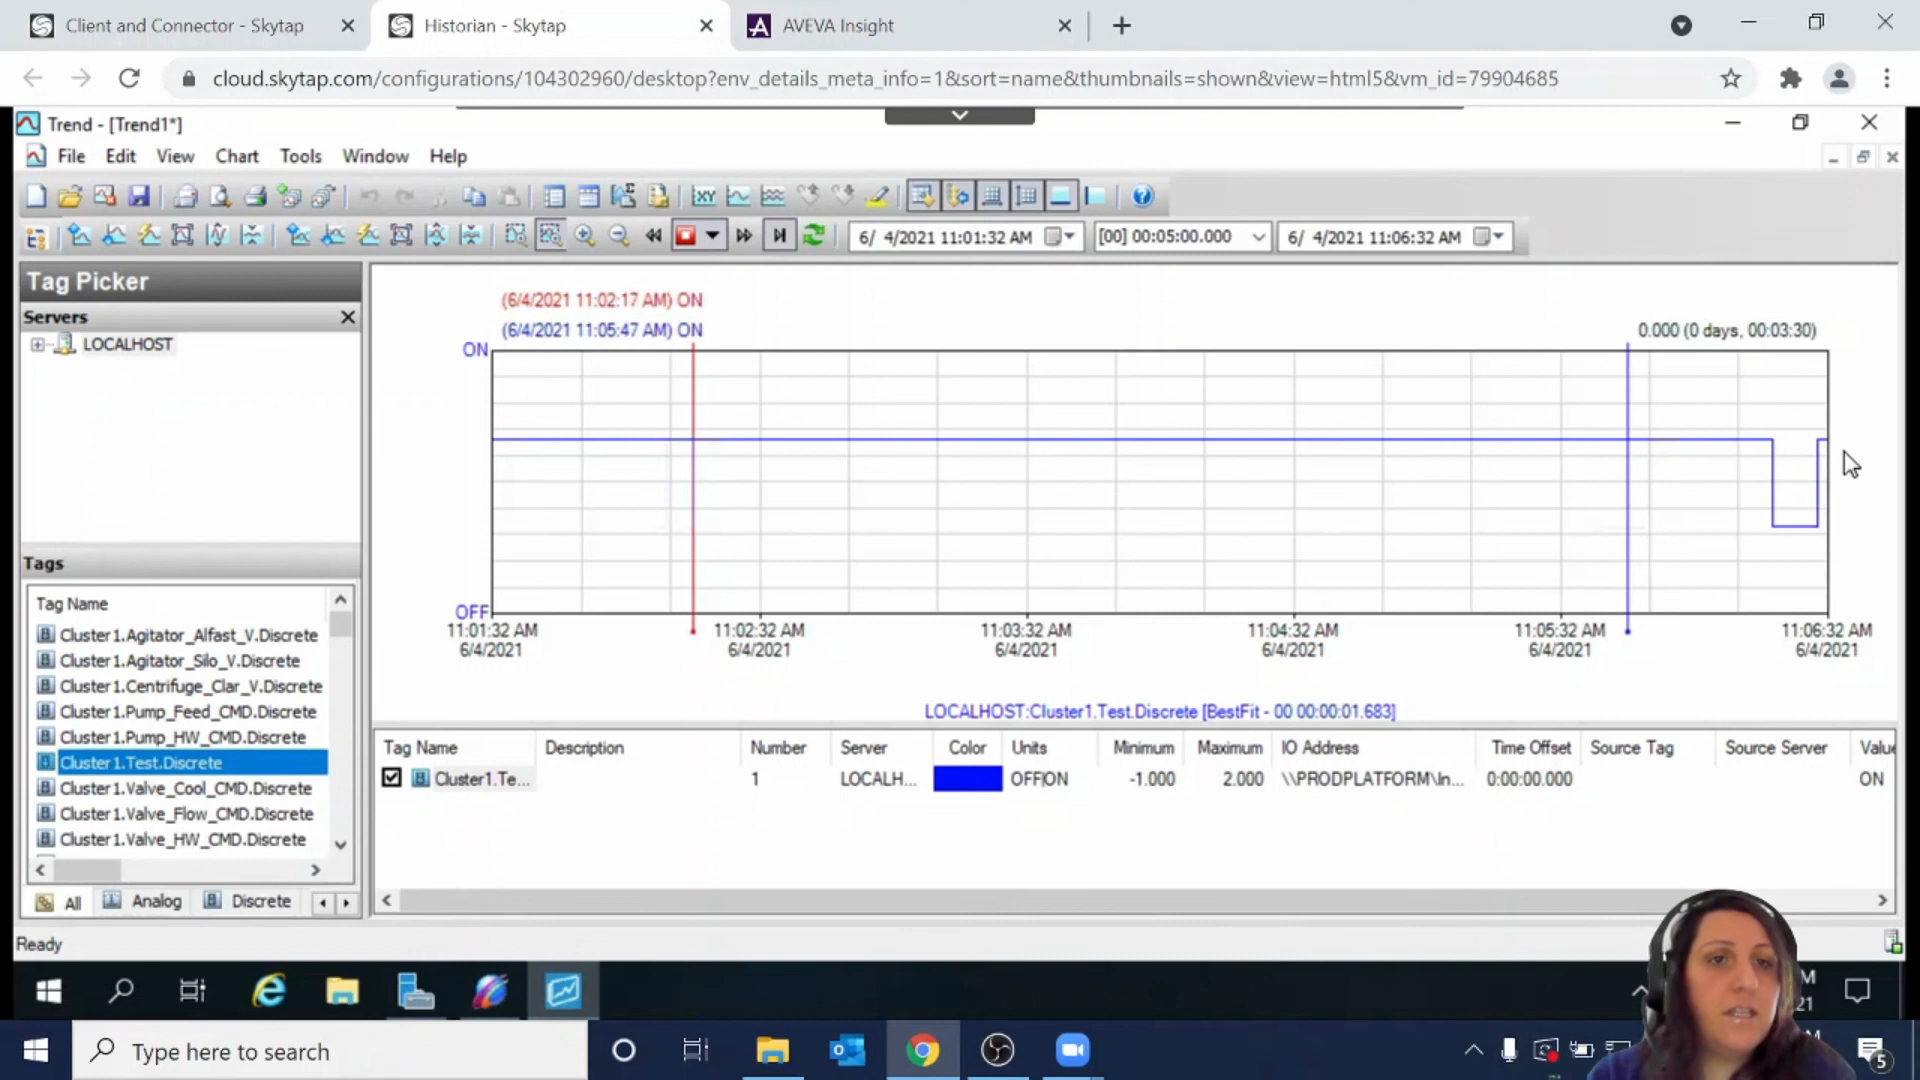 Client and Connector - Skytap
Historian - Skytap
AVEVA Insight
cloud.skytap.com/configurations/104302960/desktop?env_details_meta_info=1&sort=name&thumbnails=shown&view=html5&vm_id=79904685
Trend - [Trend1*]
File Edit View Chart Tools Window Help
6/ 4/2021 11:01:32 AM [00] 00:05:00.000 6/ 4/2021 11:06:32 AM
Tag Picker
Servers
LOCALHOST
Tags
Tag Name
Cluster1.Agitator_Alfast_V.Discrete
Cluster1.Agitator_Silo_V.Discrete
Cluster1.Centrifuge_Clar_V.Discrete
Cluster1.Pump_Feed_CMD.Discrete
Cluster1.Pump_HW_CMD.Discrete
Cluster1.Test.Discrete
Cluster1.Valve_Cool_CMD.Discrete
Cluster1.Valve_Flow_CMD.Discrete
Cluster1.Valve_HW_CMD.Discrete
All Analog Discrete
(6/4/2021 11:02:17 AM) ON
(6/4/2021 11:05:47 AM) ON
0.000 (0 days, 00:03:30)
ON
OFF
11:01:32 AM 11:02:32 AM 11:03:32 AM 11:04:32 AM 11:05:32 AM 11:06:32 AM
6/4/2021 6/4/2021 6/4/2021 6/4/2021 6/4/2021 6/4/2021
LOCALHOST:Cluster1.Test.Discrete [BestFit - 00 00:00:01.683]
Tag Name Description Number Server Color Units Minimum Maximum IO Address Time Offset Source Tag Source Server Value
Cluster1.Te... 1 LOCALH... OFF|ON -1.000 2.000 \\PRODPLATFORM\In... 0:00:00.000 ON
Ready
M
21
Type here to search
5